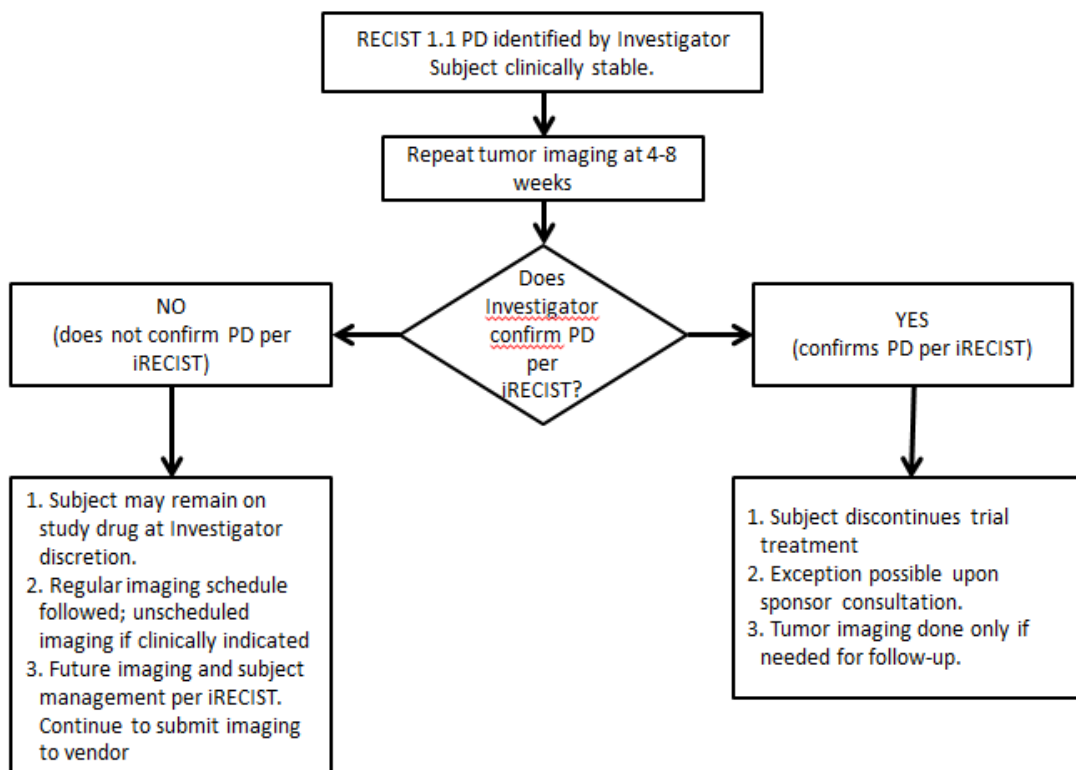 RECIST 1.1 PD identified by Investigator
Subject clinically stable.
Repeat tumor imaging at 4-8
weeks
Does
Investigator
confirm PD
per
iRECIST?
NO
(does not confirm PD per
iRECIST)
YES
(confirms PD per iRECIST)
1. Subject may remain on
study drug at Investigator
discretion.
2. Regular imaging schedule
followed; unscheduled
imaging if clinically indicated
3. Future imaging and subject
management per iRECIST.
Continue to submit imaging
to vendor
1. Subject discontinues trial
treatment
2. Exception possible upon
sponsor consultation.
3. Tumor imaging done only if
needed for follow-up.